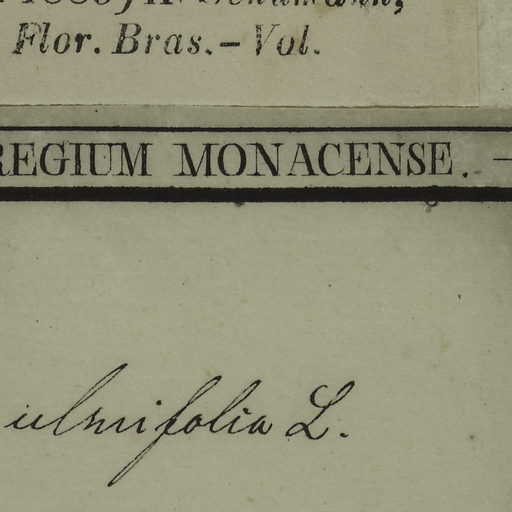 Flor. Bras. – Vol.
REGIUM MONACENSE. –
ulmifolia L.